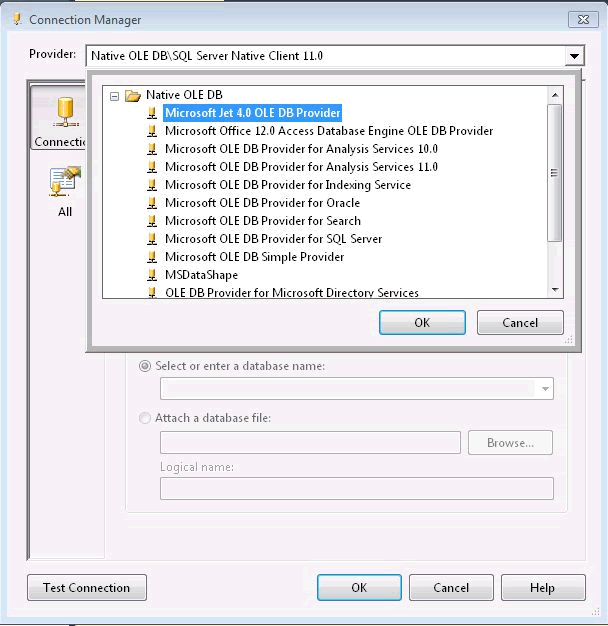 Connection Manager
Provider: Native OLE DB\SQL Server Native Client 11.0
Native OLE DB
Microsoft Jet 4.0 OLE DB Provider
Microsoft Office 12.0 Access Database Engine OLE DB Provider
Microsoft OLE DB Provider for Analysis Services 10.0
Connectio
Microsoft OLE DB Provider for Analysis Services 11.0
Microsoft OLE DB Provider for Indexing Service
Microsoft OLE DB Provider for Oracle
All
Microsoft OLE DB Provider for Search
Microsoft OLE DB Provider for SQL Server
Microsoft OLE DB Simple Provider
MSDataShape
OLE DB Provider for Microsoft Directory Services
OK Cancel
Select or enter a database name:
Attach a database file:
Browse...
Logical name:
Test Connection OK Cancel Help